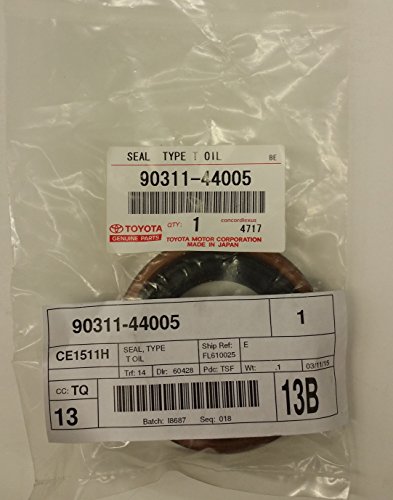 SEAL TYPE T OIL BE
90311-44005
TOYOTA QTY: 1 concordlexus 4717
GENUINE PARTS TOYOTA MOTOR CORPORATION
MADE IN JAPAN
90311-44005 1
CE1511H SEAL, TYPE T OIL Ship Ref: FL610025 E
Trf: 14 Dlr: 60428 Pdc: TSF Wt: .1 03/11/15
CC: TQ
13 13B
Batch: I8687 Seq: 018